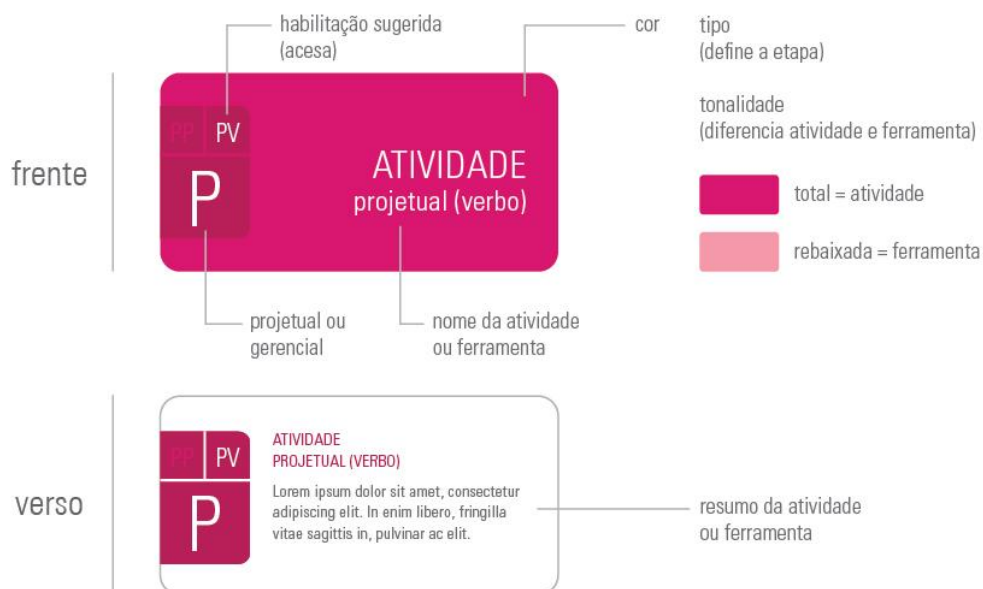 habilitação sugerida
(acesa)
cor
tipo
(define a etapa)
tonalidade
(diferencia atividade e ferramenta)
total = atividade
rebaixada = ferramenta
frente
PP PV
P
ATIVIDADE
projetual (verbo)
projetual ou
gerencial
nome da atividade
ou ferramenta
verso
PP PV
P
ATIVIDADE
PROJETUAL (VERBO)
Lorem ipsum dolor sit amet, consectetur
adipiscing elit. In enim libero, fringilla
vitae sagittis in, pulvinar ac elit.
resumo da atividade
ou ferramenta